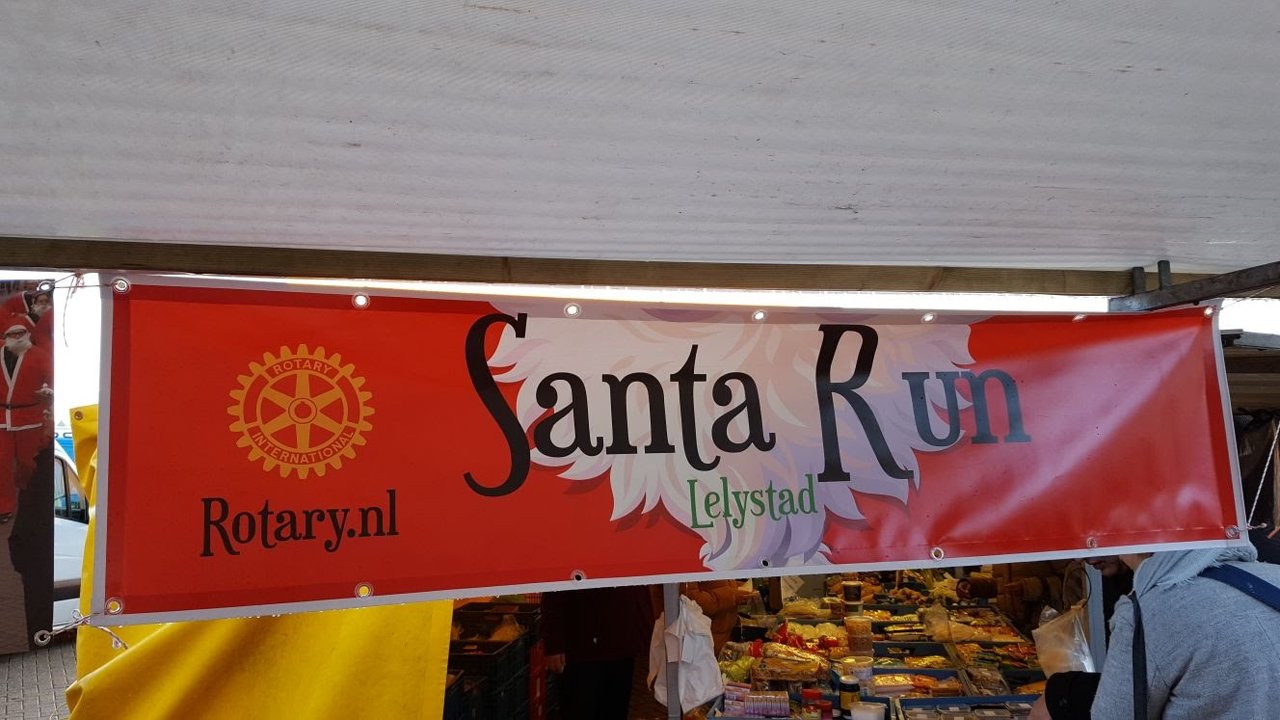 ROTARY
INTERNATIONAL
Rotary.nl
Santa Run
Lelystad